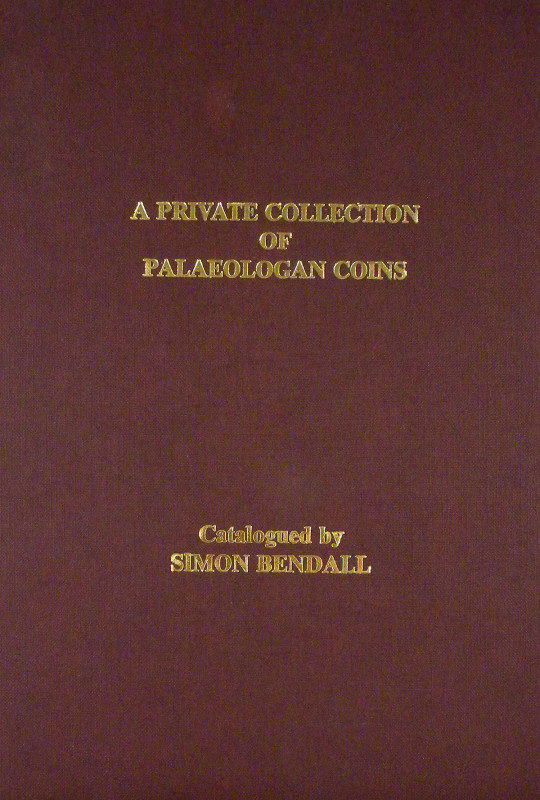 A PRIVATE COLLECTION
OF
PALAEOLOGAN COINS
Catalogued by
SIMON BENDALL